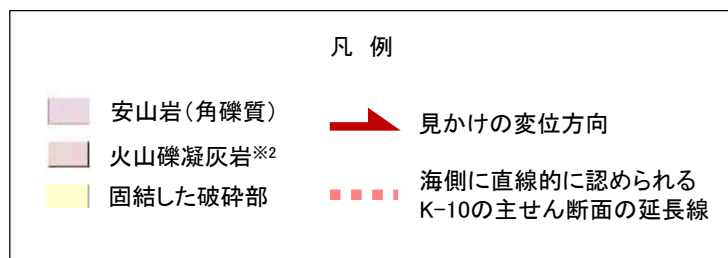 凡 例
安山岩(角礫質)
火山礫凝灰岩※2
固結した破砕部
見かけの変位方向
海側に直線的に認められる
K-10の主せん断面の延長線